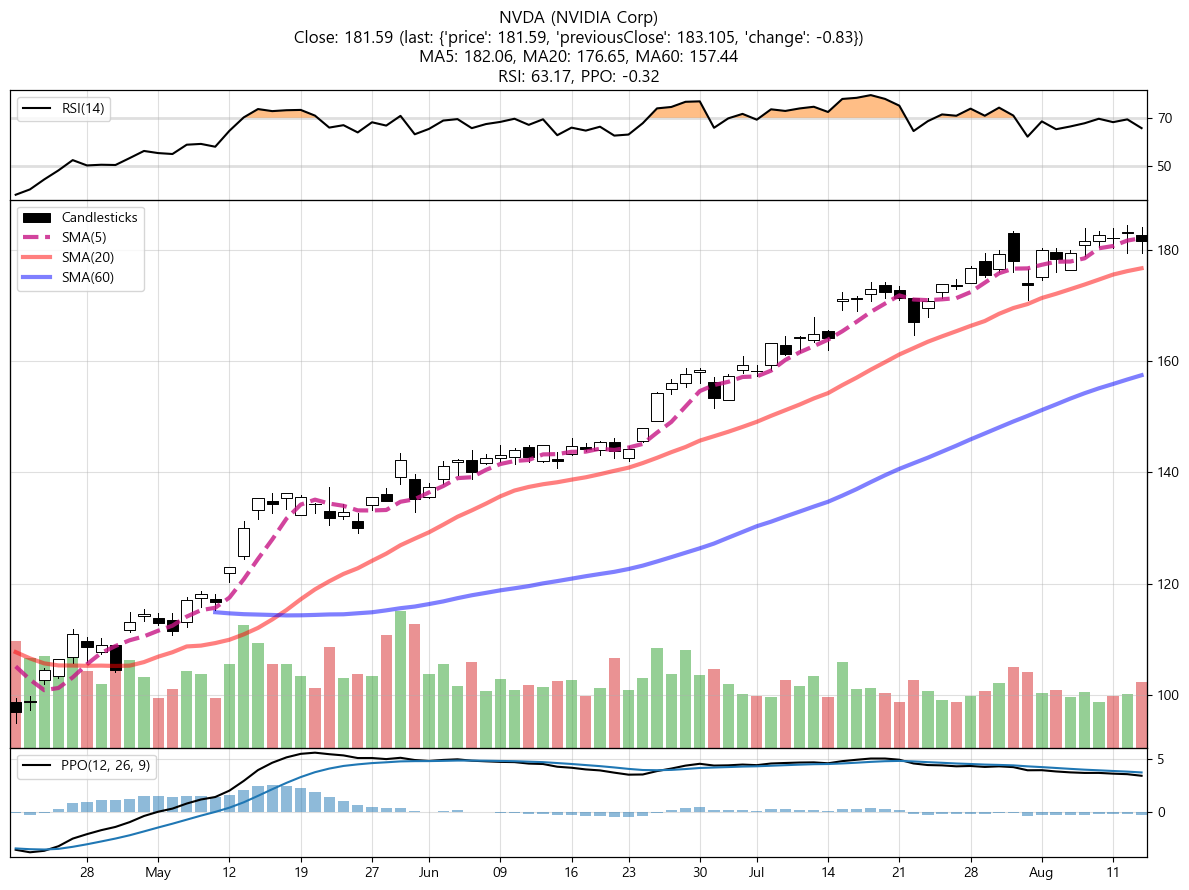 NVDA (NVIDIA Corp)
Close: 181.59 (last: {'price': 181.59, 'previousClose': 183.105, 'change': -0.83})
MA5: 182.06, MA20: 176.65, MA60: 157.44
RSI: 63.17, PPO: -0.32
RSI(14)
70
50
Candlesticks
SMA(5)
SMA(20)
SMA(60)
180
160
140
120
100
PPO(12, 26, 9)
5
0
28 May 12 19 27 Jun 09 16 23 30 Jul 14 21 28 Aug 11